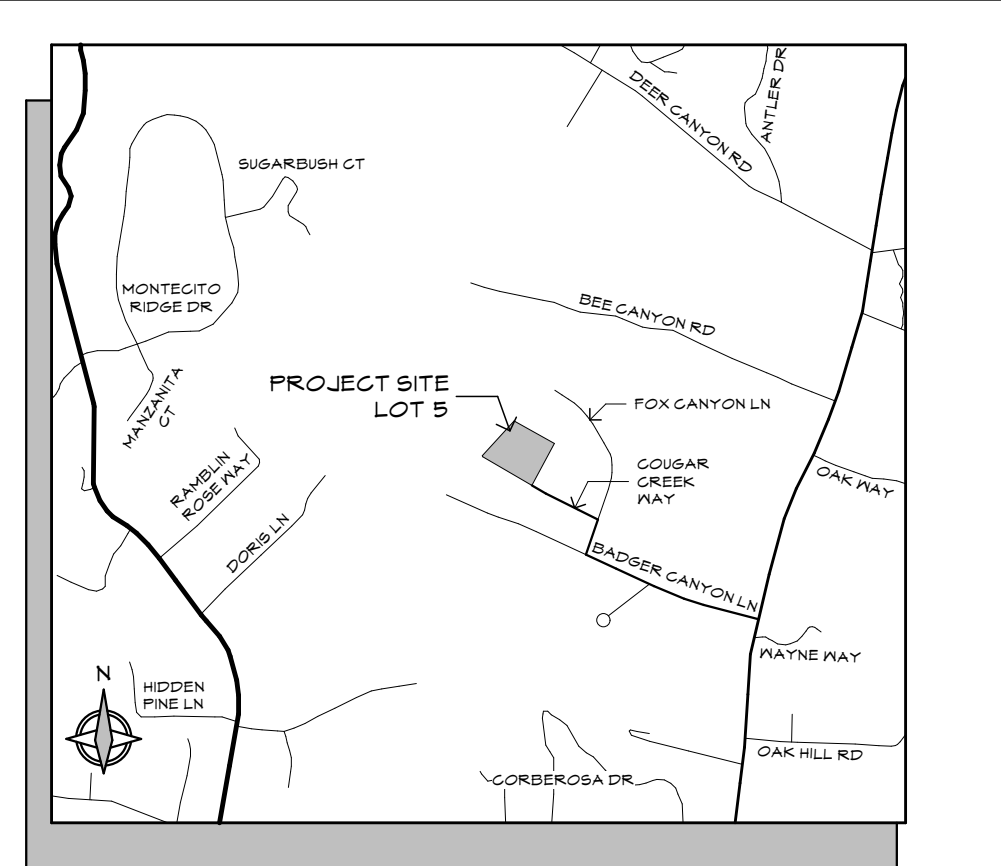 DEER CANYON RD
ANTLER DR
SUGARBUSH CT
MONTECITO
RIDGE DR
BEE CANYON RD
PROJECT SITE
LOT 5
FOX CANYON LN
MANZANITA
CT
COUGAR
CREEK
WAY
RAMBLIN
ROSE WAY
OAK WAY
DORIS LN
BADGER CANYON LN
WAYNE WAY
N
HIDDEN
PINE LN
OAK HILL RD
CORBEROSA DR